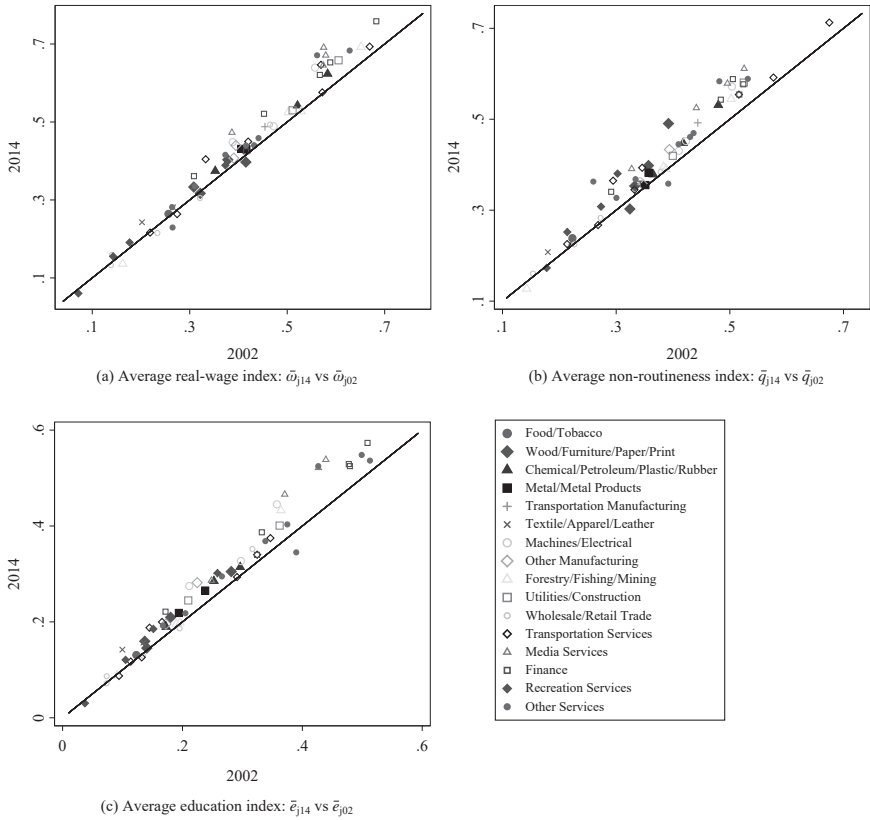 .7
.5
.3
.1
2014
.1
.3
.5
.7
2002
(a) Average real-wage index: ω̄j14 vs ω̄j02
.7
.5
.3
.1
2014
.1
.3
.5
.7
2002
(b) Average non-routineness index: q̄j14 vs q̄j02
.6
.4
.2
0
2014
0
.2
.4
.6
2002
(c) Average education index: ēj14 vs ēj02
Food/Tobacco
Wood/Furniture/Paper/Print
Chemical/Petroleum/Plastic/Rubber
Metal/Metal Products
Transportation Manufacturing
Textile/Apparel/Leather
Machines/Electrical
Other Manufacturing
Forestry/Fishing/Mining
Utilities/Construction
Wholesale/Retail Trade
Transportation Services
Media Services
Finance
Recreation Services
Other Services